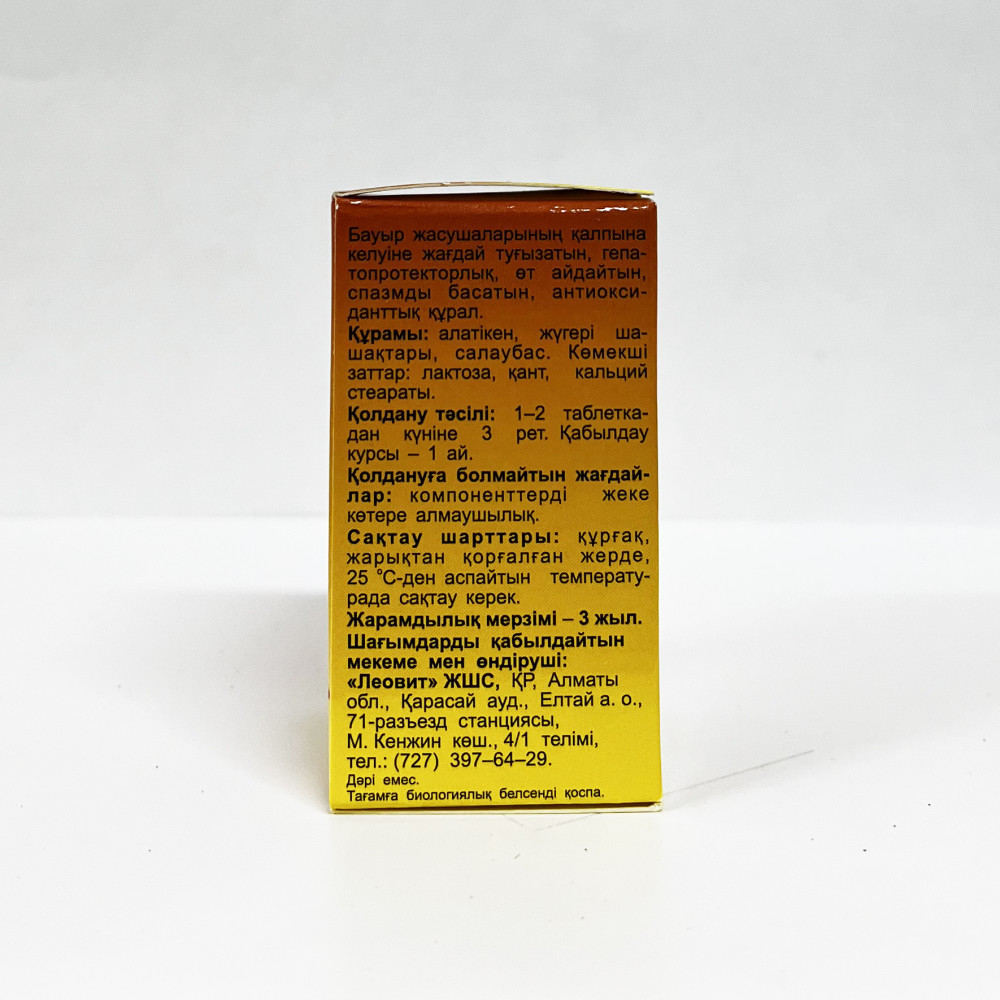 Бауыр жасушаларының қалпына
келуіне жағдай туғызатын, гепа-
топротекторлық, өт айдайтын,
спазмды басатын, антиокси-
данттық құрал.
Құрамы: алатікен, жүгері ша-
шақтары, салаубас. Көмекші
заттар: лактоза, қант, кальций
стеараты.
Қолдану тәсілі: 1–2 таблетка-
дан күніне 3 рет. Қабылдау
курсы – 1 ай.
Қолдануға болмайтын жағдай-
лар: компоненттерді жеке
көтере алмаушылық.
Сақтау шарттары: құрғақ,
жарықтан қорғалған жерде,
25 °С-ден аспайтын температу-
рада сақтау керек.
Жарамдылық мерзімі – 3 жыл.
Шағымдарды қабылдайтын
мекеме мен өндіруші:
«Леовит» ЖШС, ҚР, Алматы
обл., Қарасай ауд., Елтай а. о.,
71-разъезд станциясы,
М. Кенжин көш., 4/1 телімі,
тел.: (727) 397–64–29.
Дәрі емес.
Тағамға биологиялық белсенді қоспа.